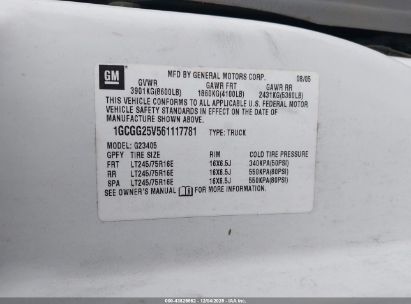 GM
MFD BY GENERAL MOTORS CORP. 08/05
GVWR GAWR FRT GAWR RR
3901KG(8600LB) 1860KG(4100LB) 2431KG(5360LB)
THIS VEHICLE CONFORMS TO ALL APPLICABLE U.S. FEDERAL MOTOR
VEHICLE SAFETY STANDARDS IN EFFECT ON THE DATE OF
MANUFACTURE SHOWN ABOVE.
1GCGG25V561117781 TYPE: TRUCK
MODEL: G23405
GPFY TIRE SIZE RIM COLD TIRE PRESSURE
FRT LT245/75R16E 16X6.5J 340KPA(50PSI)
RR LT245/75R16E 16X6.5J 550KPA(80PSI)
SPA LT245/75R16E 16X6.5J 550KPA(80PSI)
SEE OWNER'S MANUAL FOR MORE INFORMATION.